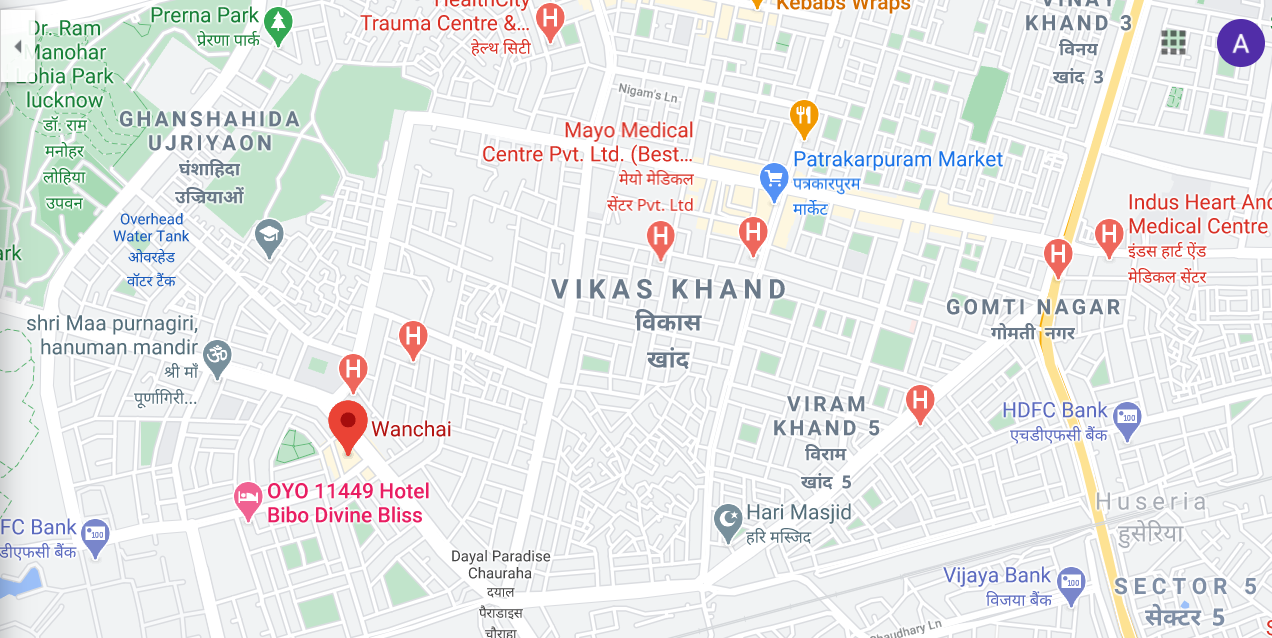 Prerna Park
प्रेरणा पार्क
Trauma Centre &...
हेल्थ सिटी
Kebabs Wraps
KHAND 3
विनय
खांद 3
A
Dr. Ram
Manohar
Lohia Park
lucknow
डॉ. राम
मनोहर
लोहिया
उपवन
GHANSHAHIDA
UJRIYAON
घंशाहिदा
उज्रियाओं
Nigam's Ln
Mayo Medical
Centre Pvt. Ltd. (Best...
मेयो मेडिकल
सेंटर Pvt. Ltd
Patrakarpuram Market
पत्रकारपुरम
मार्केट
Indus Heart And
Medical Centre
इंडस हार्ट ऐंड
मेडिकल सेंटर
Overhead
Water Tank
ओवरहेड
वॉटर टैंक
ark
VIKAS KHAND
विकास
खांद
GOMTI NAGAR
गोमती नगर
shri Maa purnagiri,
hanuman mandir
श्री माँ
पूर्णागिरी...
Wanchai
VIRAM
KHAND 5
विराम
खांद 5
HDFC Bank
एचडीएफसी बैंक
OYO 11449 Hotel
Bibo Divine Bliss
FC Bank
डीएफसी बैंक
Hari Masjid
हरि मस्जिद
Huseria
हुसेरिया
Dayal Paradise
Chauraha
दयाल
पैराडाइस
चौराहा
Vijaya Bank
विजया बैंक
SECTOR 5
सेक्टर 5
Chaudhary Ln